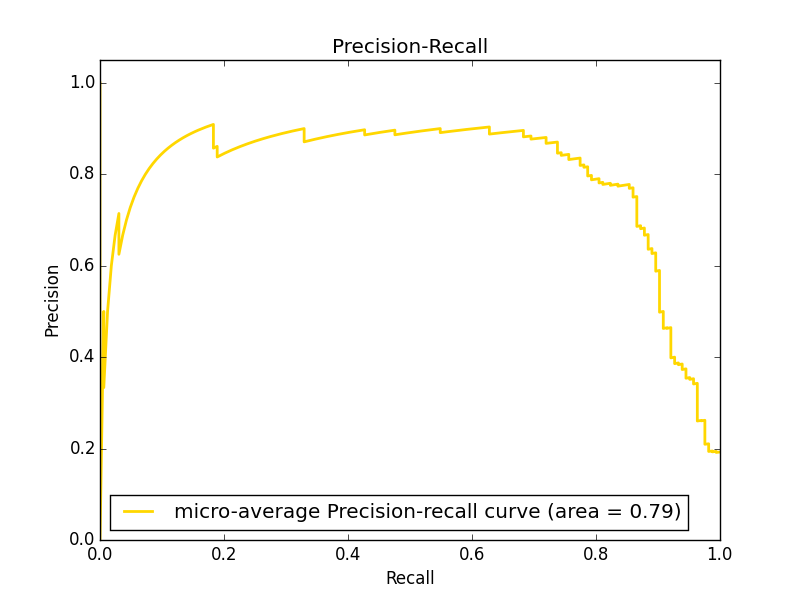 Precision-Recall
1.0
0.8
0.6
0.4
0.2
0.0
Precision
micro-average Precision-recall curve (area = 0.79)
0.0 0.2 0.4 0.6 0.8 1.0
Recall